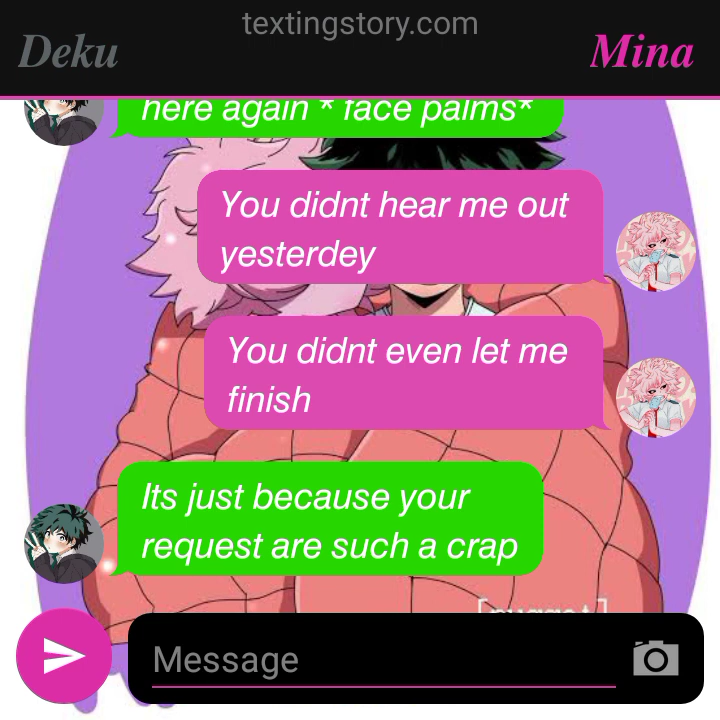 textingstory.com
Deku
Mina
here again * face palms*
You didnt hear me out
yesterdey
You didnt even let me
finish
Its just because your
request are such a crap
Message